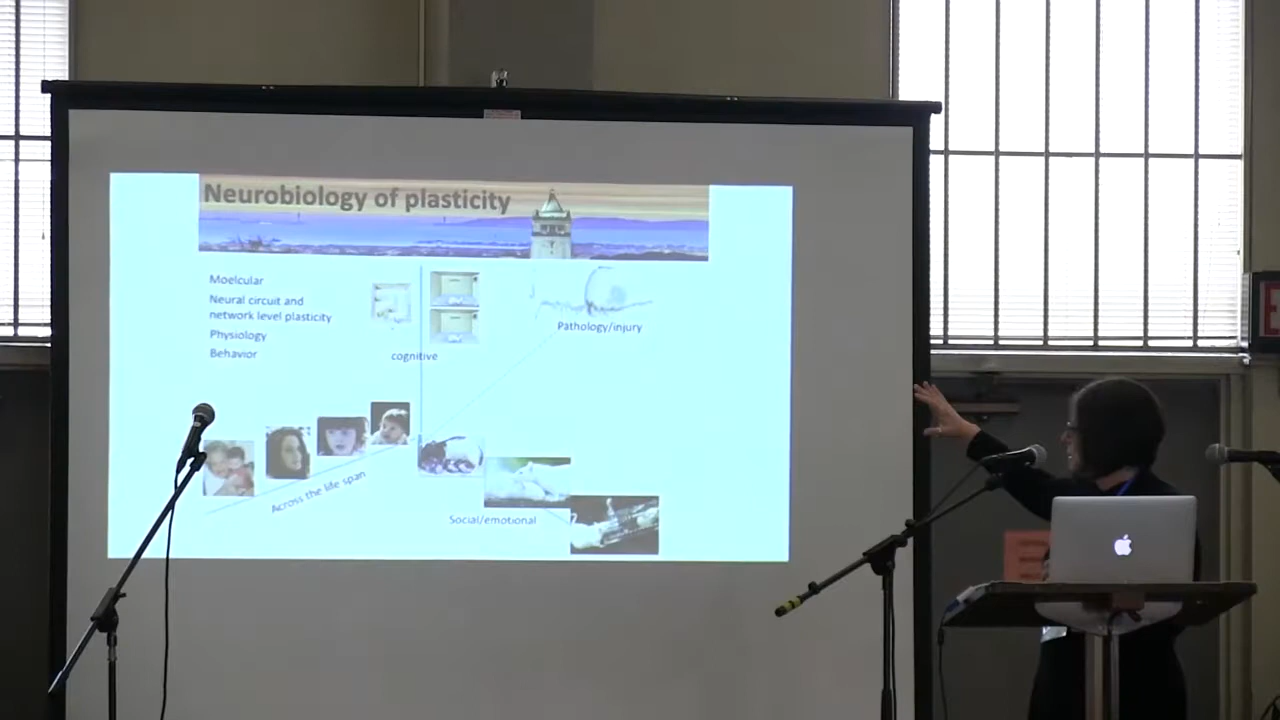 Neurobiology of plasticity
Moelcular
Neural circuit and
network level plasticity
Physiology
Behavior
cognitive
Pathology/injury
Across the life span
Social/emotional